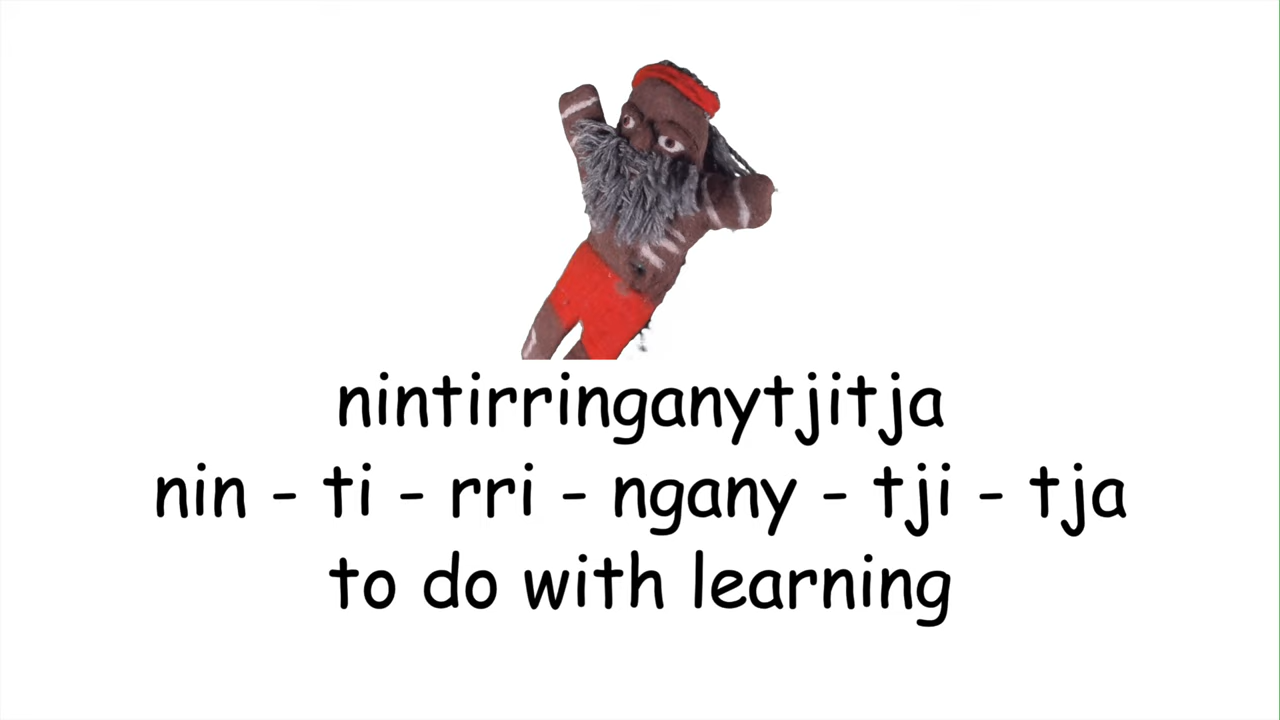 nintirringanytjitja
nin - ti - rri - ngany - tji - tja
to do with learning